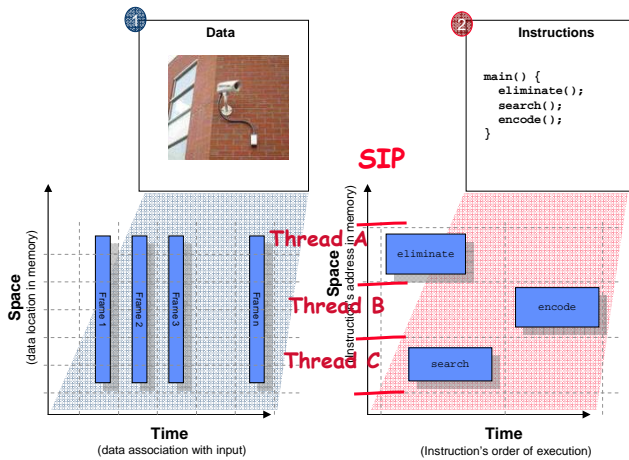 1
Data
2
Instructions
main() {
eliminate();
search();
encode();
}
SIP
Space
(data location in memory)
Frame 1
Frame 2
Frame 3
Frame n
Time
(data association with input)
Thread A
Thread B
Thread C
Space
(Instruction's address in memory)
eliminate
encode
search
Time
(Instruction's order of execution)